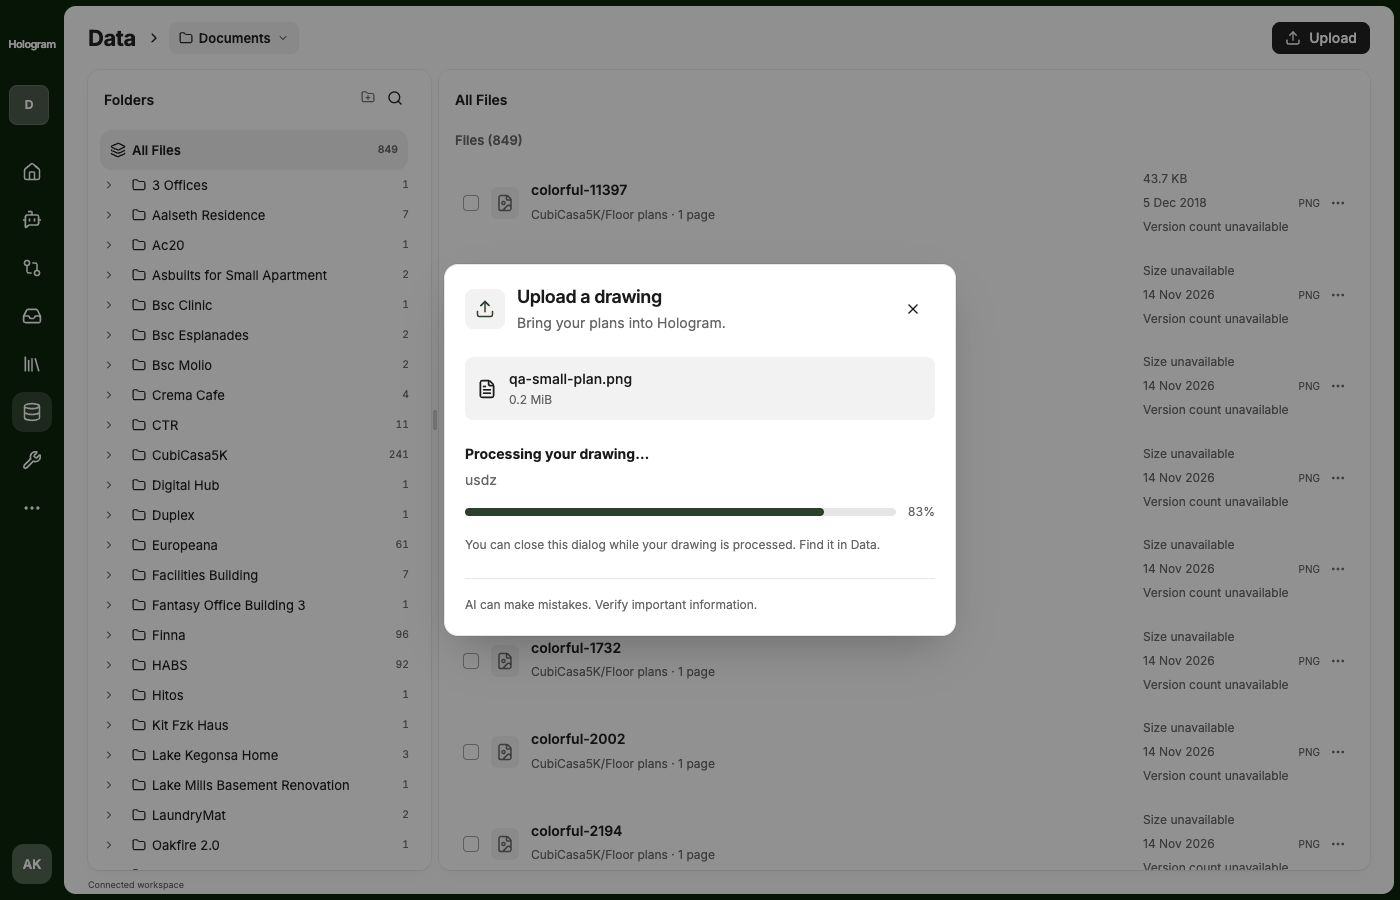 Hologram
D
AK
Data
Documents
Upload
Folders
All Files 849
3 Offices 1
Aalseth Residence 7
Ac20 1
Asbuilts for Small Apartment 2
Bsc Clinic 1
Bsc Esplanades 2
Bsc Molio 2
Crema Cafe 4
CTR 11
CubiCasa5K 241
Digital Hub 1
Duplex 1
Europeana 61
Facilities Building 7
Fantasy Office Building 3 1
Finna 96
HABS 92
Hitos 1
Kit Fzk Haus 1
Lake Kegonsa Home 3
Lake Mills Basement Renovation 1
LaundryMat 2
Oakfire 2.0 1
Connected workspace
All Files
Files (849)
colorful-11397
CubiCasa5K/Floor plans · 1 page
43.7 KB
5 Dec 2018 PNG
Version count unavailable
Size unavailable
14 Nov 2026 PNG
Version count unavailable
Size unavailable
14 Nov 2026 PNG
Version count unavailable
Size unavailable
14 Nov 2026 PNG
Version count unavailable
Size unavailable
14 Nov 2026 PNG
Version count unavailable
colorful-1732
CubiCasa5K/Floor plans · 1 page
Size unavailable
14 Nov 2026 PNG
Version count unavailable
colorful-2002
CubiCasa5K/Floor plans · 1 page
Size unavailable
14 Nov 2026 PNG
Version count unavailable
colorful-2194
CubiCasa5K/Floor plans · 1 page
Size unavailable
14 Nov 2026 PNG
Version count unavailable
Upload a drawing
Bring your plans into Hologram.
qa-small-plan.png
0.2 MiB
Processing your drawing...
usdz
83%
You can close this dialog while your drawing is processed. Find it in Data.
AI can make mistakes. Verify important information.